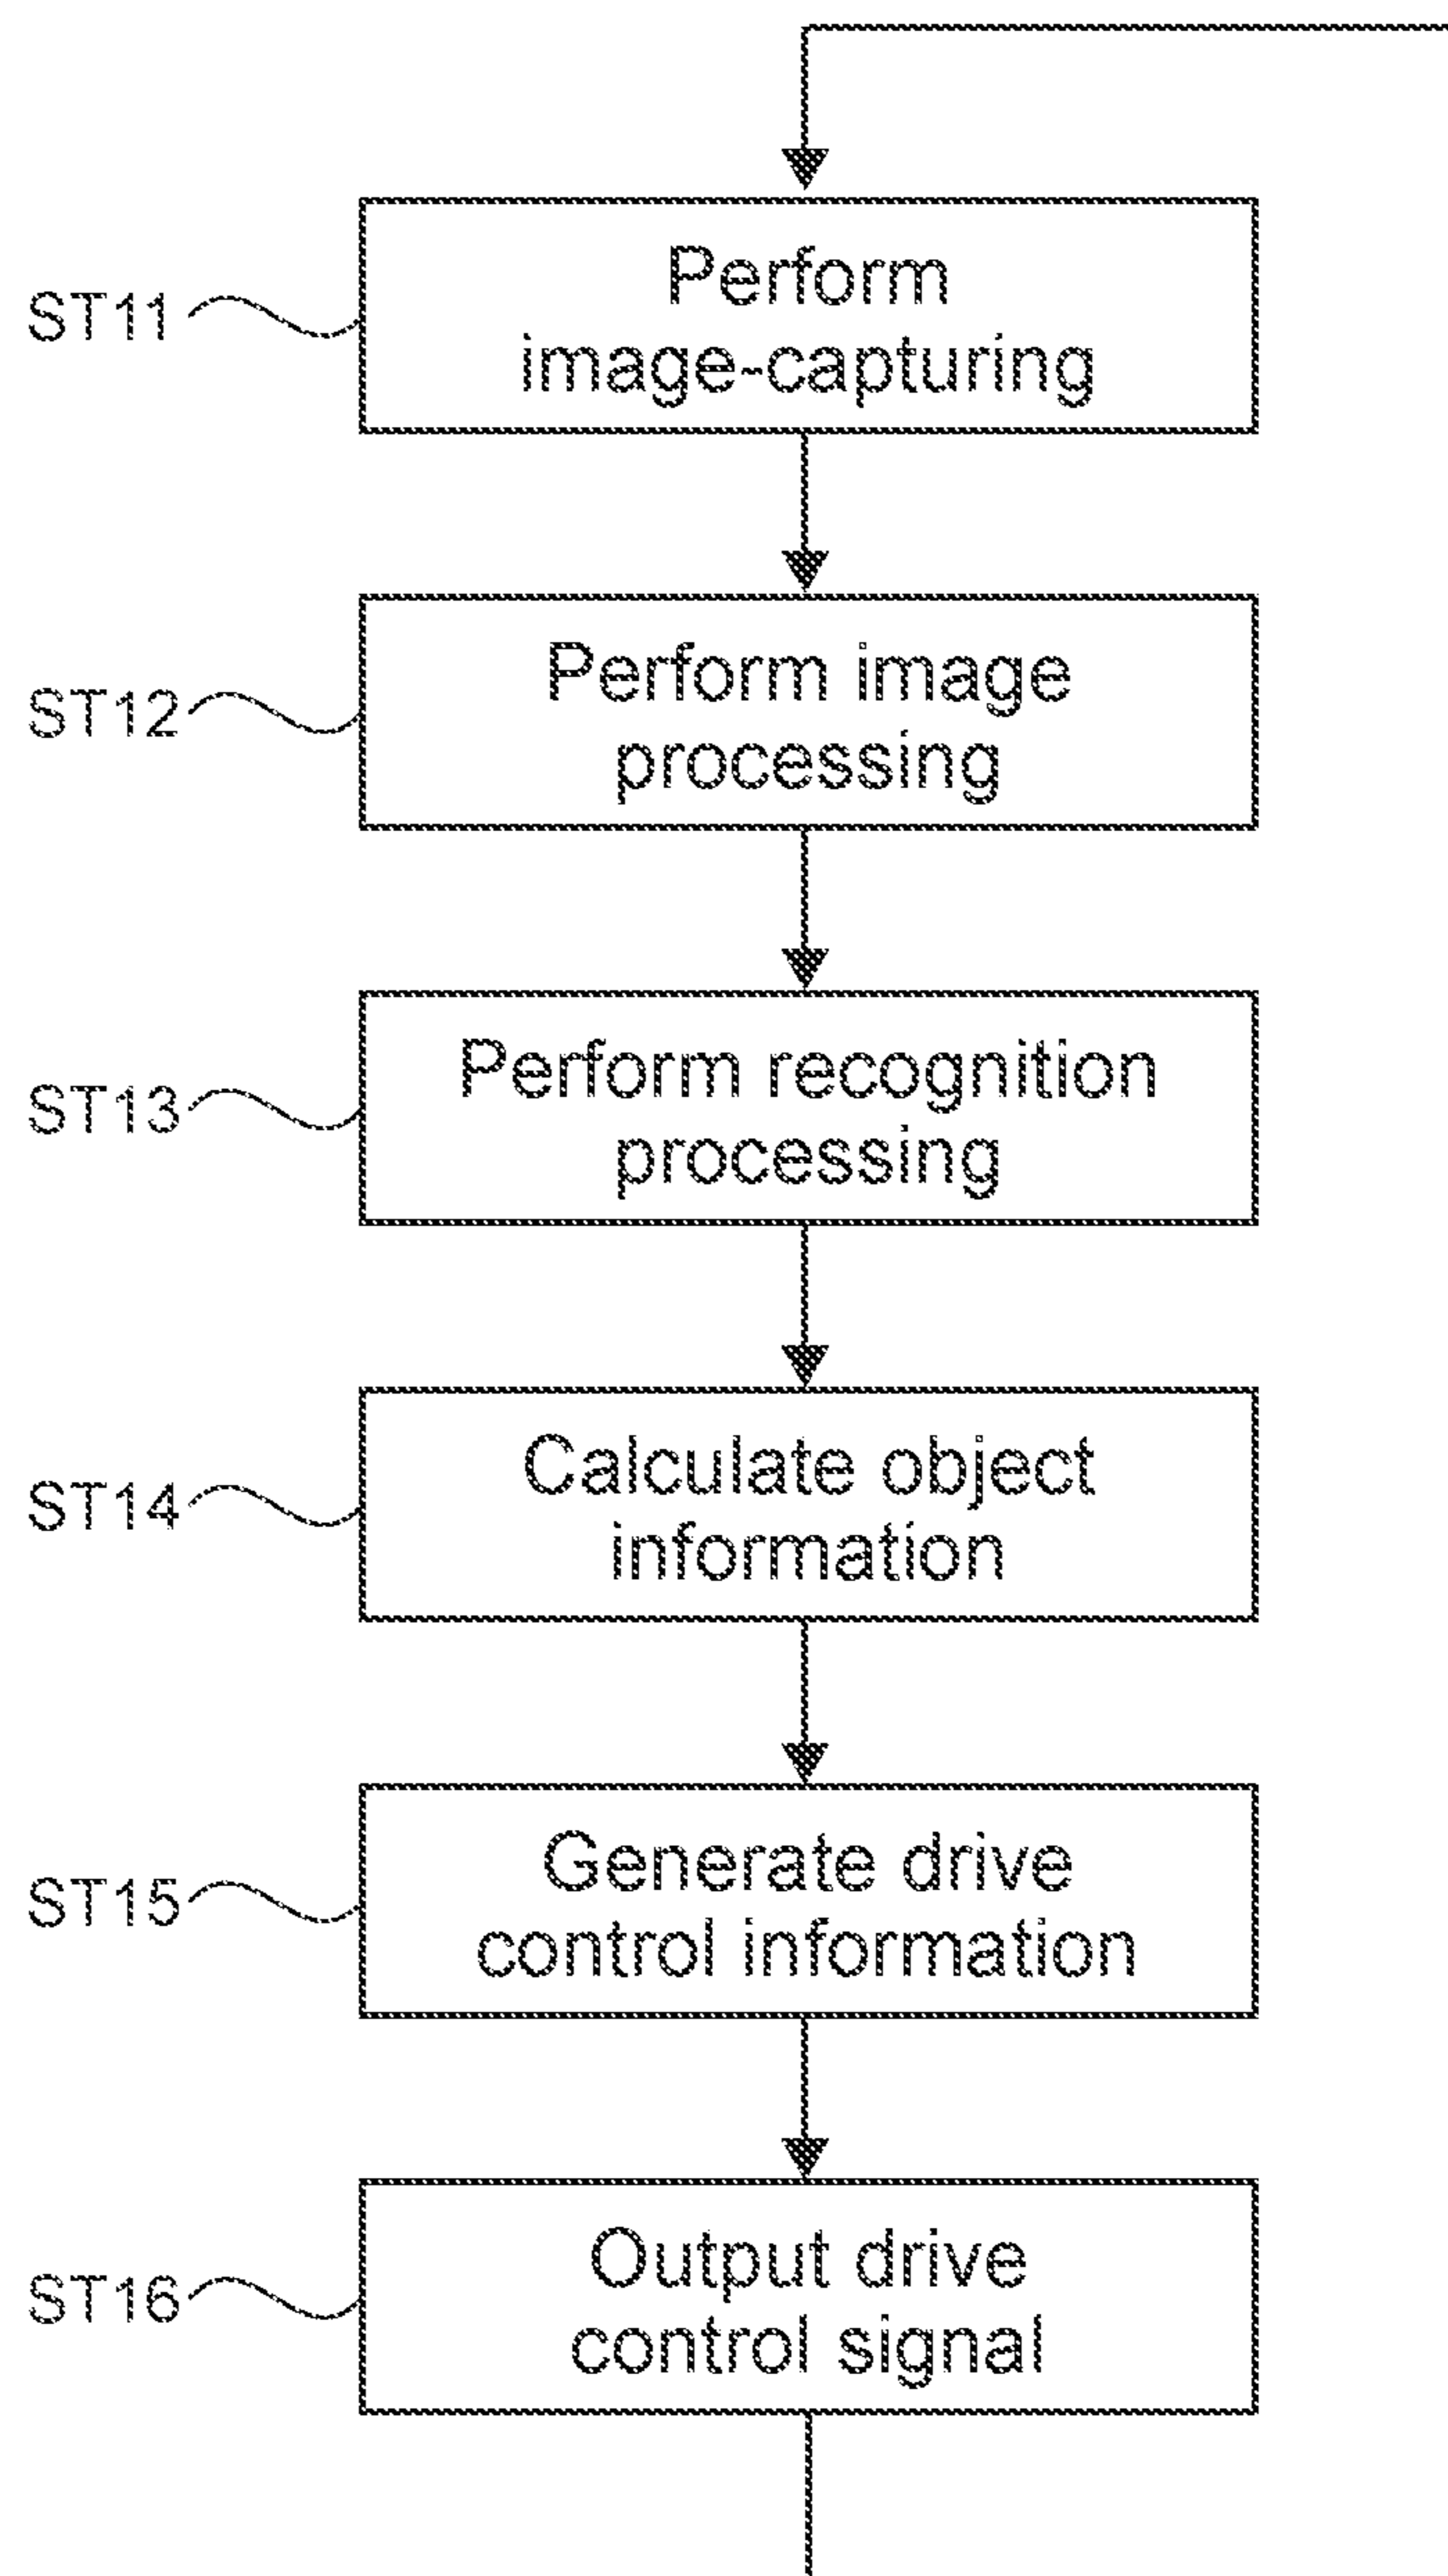 ST11
Perform
image-capturing
ST12
Perform image
processing
ST13
Perform recognition
processing
ST14
Calculate object
information
ST15
Generate drive
control information
ST16
Output drive
control signal